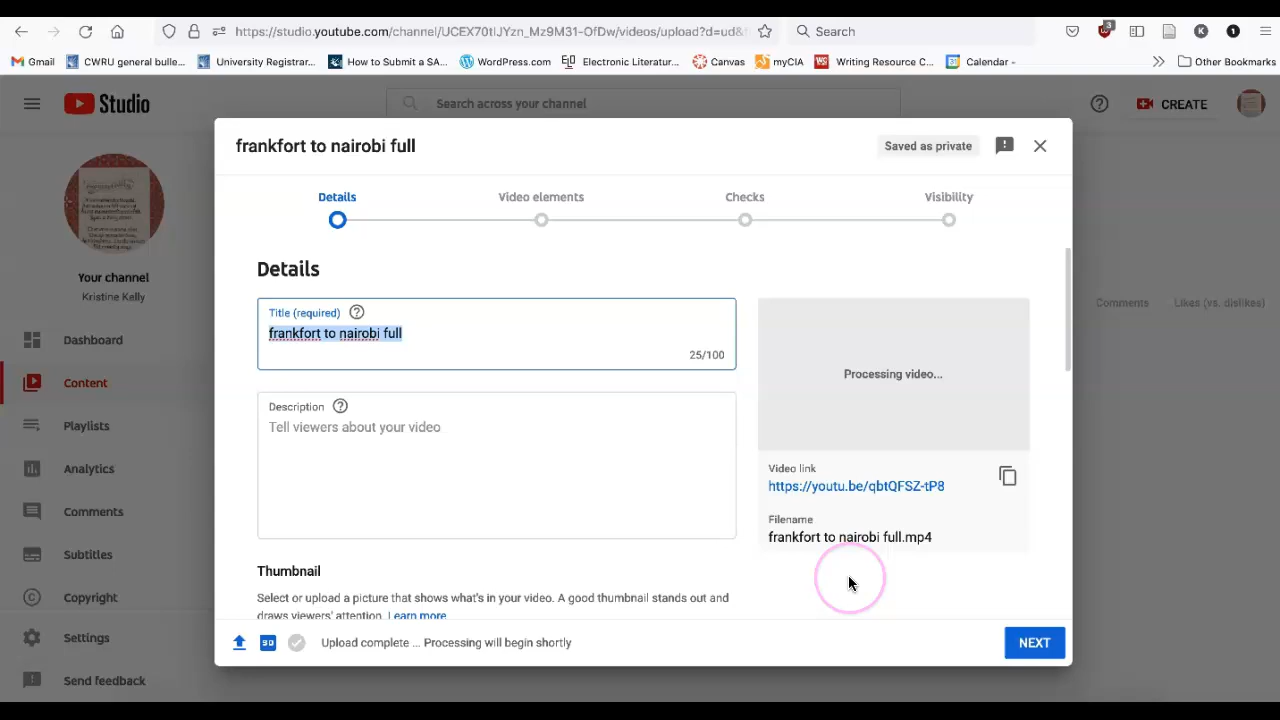 https://studio.youtube.com/channel/UCEX70tIJYzn_Mz9M31-OfDw/videos/upload?d=ud&
Search
3
K
1
Gmail
CWRU general bulle...
University Registrar...
How to Submit a SA...
WordPress.com
Electronic Literatur...
Canvas
myCIA
Writing Resource C...
Calendar -
Other Bookmarks
Studio
Search across your channel
CREATE
frankfort to nairobi full
Saved as private
Details
Video elements
Checks
Visibility
Your channel
Kristine Kelly
Comments
Likes (vs. dislikes)
Dashboard
Content
Playlists
Analytics
Comments
Subtitles
Copyright
Settings
Send feedback
Details
Title (required)
frankfort to nairobi full
25/100
Description
Tell viewers about your video
Processing video...
Video link
https://youtu.be/qbtQFSZ-tP8
Filename
frankfort to nairobi full.mp4
Thumbnail
Select or upload a picture that shows what's in your video. A good thumbnail stands out and
draws viewers' attention. Learn more
SD
Upload complete ... Processing will begin shortly
NEXT